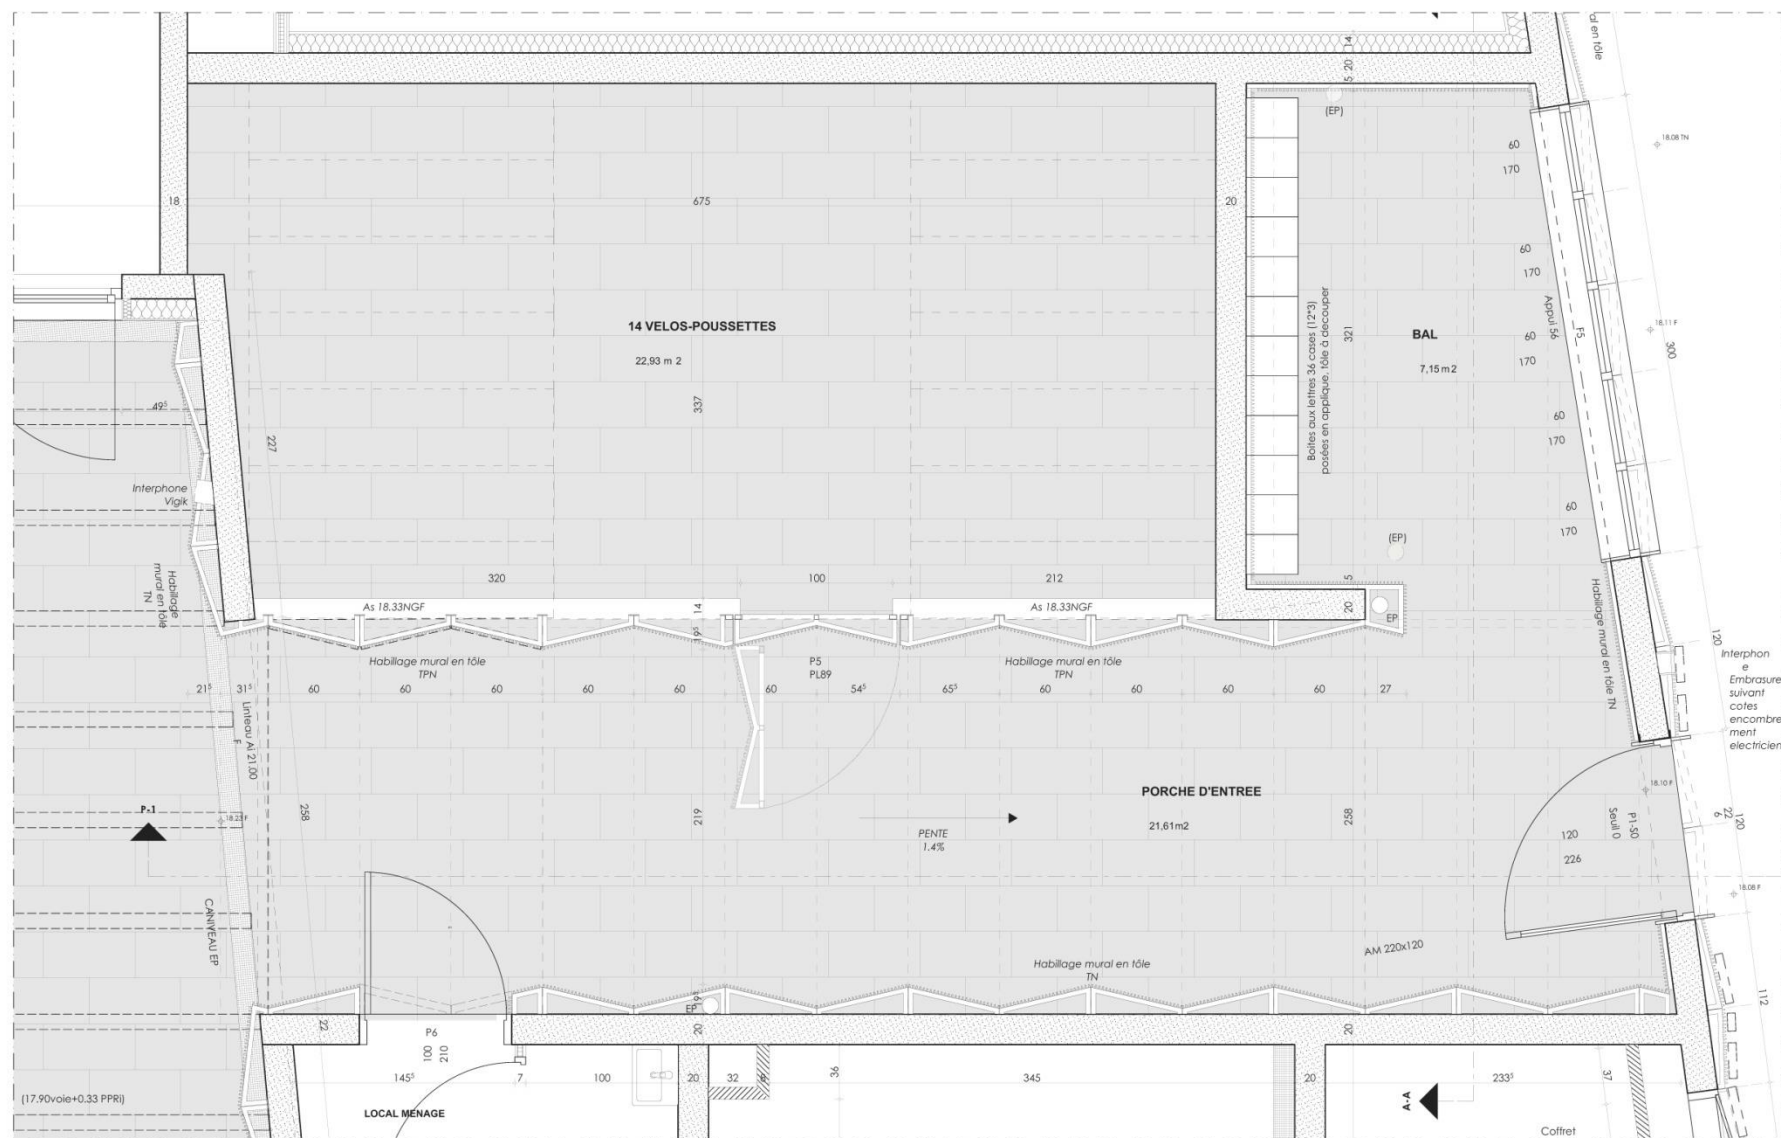 al en tôle
14
20
5
(EP)
18.08 TN
60
170
18
675
20
60
170
Appui 56
F5
18.11 F
300
14 VELOS-POUSSETTES
22,93 m 2
Boites aux lettres 36 cases (12*3)
posées en applique, tôle à decouper
321
BAL
7,15 m2
60
170
49⁵
337
60
170
227
Interphone
Vigik
60
170
(EP)
Habillage
mural en tôle
TN
320
100
212
5
Habillage mural en tôle TN
As 18.33NGF
14
As 18.33NGF
20
EP
19⁵
120
Habillage mural en tôle
TPN
P5
PL89
Habillage mural en tôle
TPN
Interphon
e
Embrasure
suivant
cotes
encombre
ment
electricien
21⁵
31⁵
60
60
60
60
60
60
54⁵
65⁵
60
60
60
60
27
Linteau Ai 21.00
F
PORCHE D'ENTREE
21,61m2
18.10 F
P-1
18.23 F
258
219
PENTE
1.4%
258
P1-S0
Seuil 0
120
226
120
22
6
18.08 F
CANIVEAU EP
AM 220x120
Habillage mural en tôle
TN
112
19⁵
EP
22
P6
100
210
20
20
145⁵
7
100
20
32
8
36
345
20
233⁵
37
(17.90voie+0.33 PPRi)
LOCAL MENAGE
A-A
Coffret